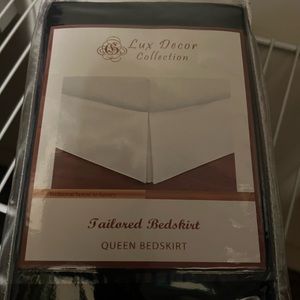 Lux Decor
Collection
Tailored Bedskirt
QUEEN BEDSKIRT